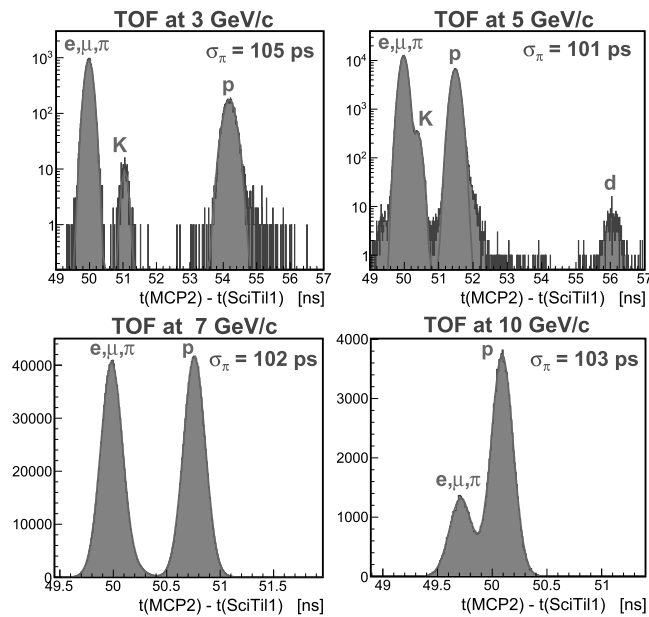 TOF at 3 GeV/c
e,μ,π
σπ = 105 ps
10³
p
10²
K
10
1
49 50 51 52 53 54 55 56 57
t(MCP2) - t(SciTil1) [ns]
TOF at 5 GeV/c
e,μ,π
p
σπ = 101 ps
10⁴
K
10³
10²
d
10
1
49 50 51 52 53 54 55 56 57
t(MCP2) - t(SciTil1) [ns]
TOF at 7 GeV/c
e,μ,π
p
σπ = 102 ps
40000
30000
20000
10000
0
49.5 50 50.5 51 51.5
t(MCP2) - t(SciTil1) [ns]
TOF at 10 GeV/c
4000
p
σπ = 103 ps
3000
2000
e,μ,π
1000
0
49 49.5 50 50.5 51
t(MCP2) - t(SciTil1) [ns]